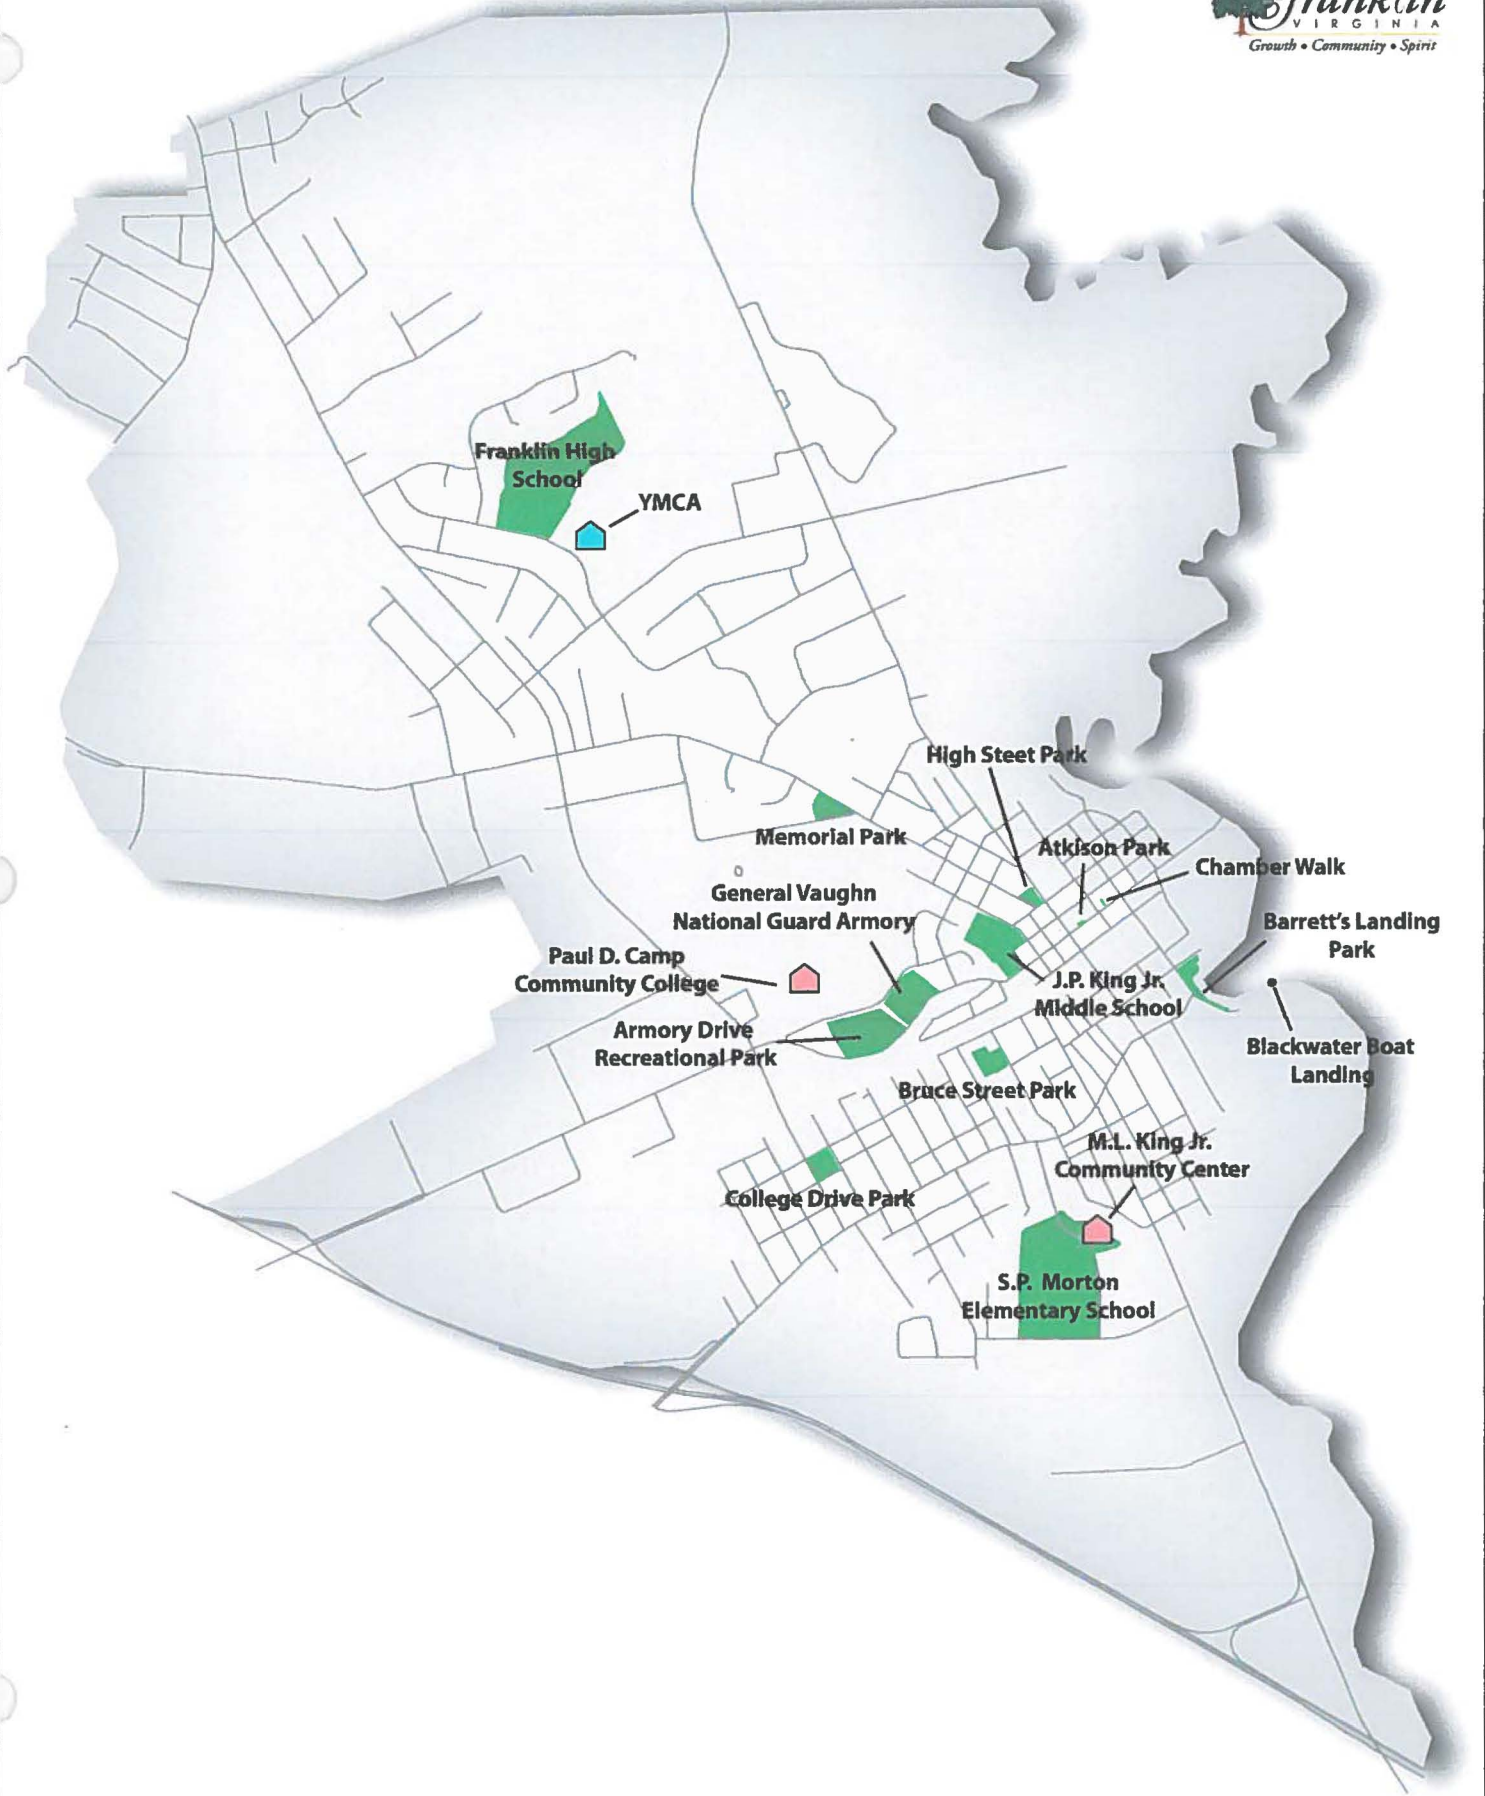 Franklin
VIRGINIA
Growth • Community • Spirit
Franklin High
School
YMCA
High Steet Park
Memorial Park
Atkison Park
Chamber Walk
General Vaughn
National Guard Armory
Barrett's Landing
Park
Paul D. Camp
Community College
J.P. King Jr.
Middle School
Armory Drive
Recreational Park
Blackwater Boat
Landing
Bruce Street Park
M.L. King Jr.
Community Center
College Drive Park
S.P. Morton
Elementary School